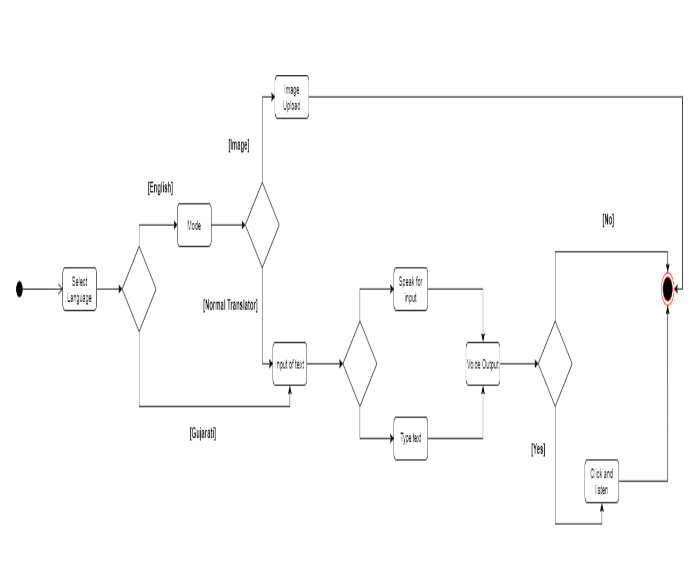 Image
Upload
[Image]
[English]
Mode
[No]
Select
Language
[Normal Translator]
Speak for
input
Input of text
Voice Output
[Gujarati]
Type text
[Yes]
Click and
listen